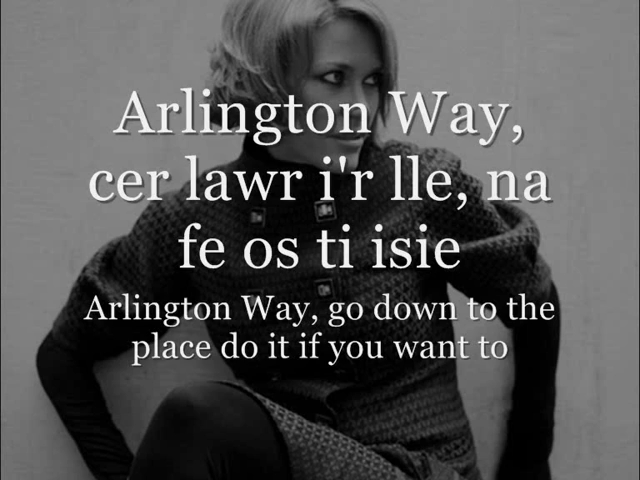 Arlington Way,
cer lawr i'r lle, na
fe os ti isie
Arlington Way, go down to the
place do it if you want to